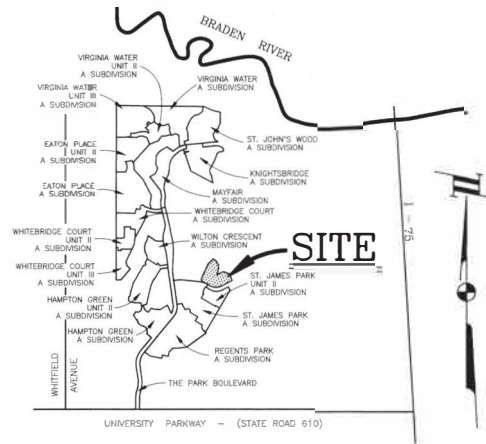 BRADEN RIVER
VIRGINIA WATER
UNIT II
A SUBDIVISION
VIRGINIA WATER
UNIT III
A SUBDIVISION
VIRGINIA WATER
A SUBDIVISION
EATON PLACE
UNIT II
A SUBDIVISION
ST. JOHN'S WOOD
A SUBDIVISION
KNIGHTSBRIDGE
A SUBDIVISION
EATON PLACE
A SUBDIVISION
MAYFAIR
A SUBDIVISION
WHITEBRIDGE COURT
A SUBDIVISION
WHITEBRIDGE COURT
UNIT II
A SUBDIVISION
WILTON CRESCENT
A SUBDIVISION
SITE
WHITEBRIDGE COURT
UNIT III
A SUBDIVISION
ST. JAMES PARK
UNIT II
A SUBDIVISION
HAMPTON GREEN
UNIT II
A SUBDIVISION
ST. JAMES PARK
A SUBDIVISION
HAMPTON GREEN
A SUBDIVISION
REGENTS PARK
A SUBDIVISION
WHITFIELD
AVENUE
THE PARK BOULEVARD
I-75
UNIVERSITY PARKWAY - (STATE ROAD 610)